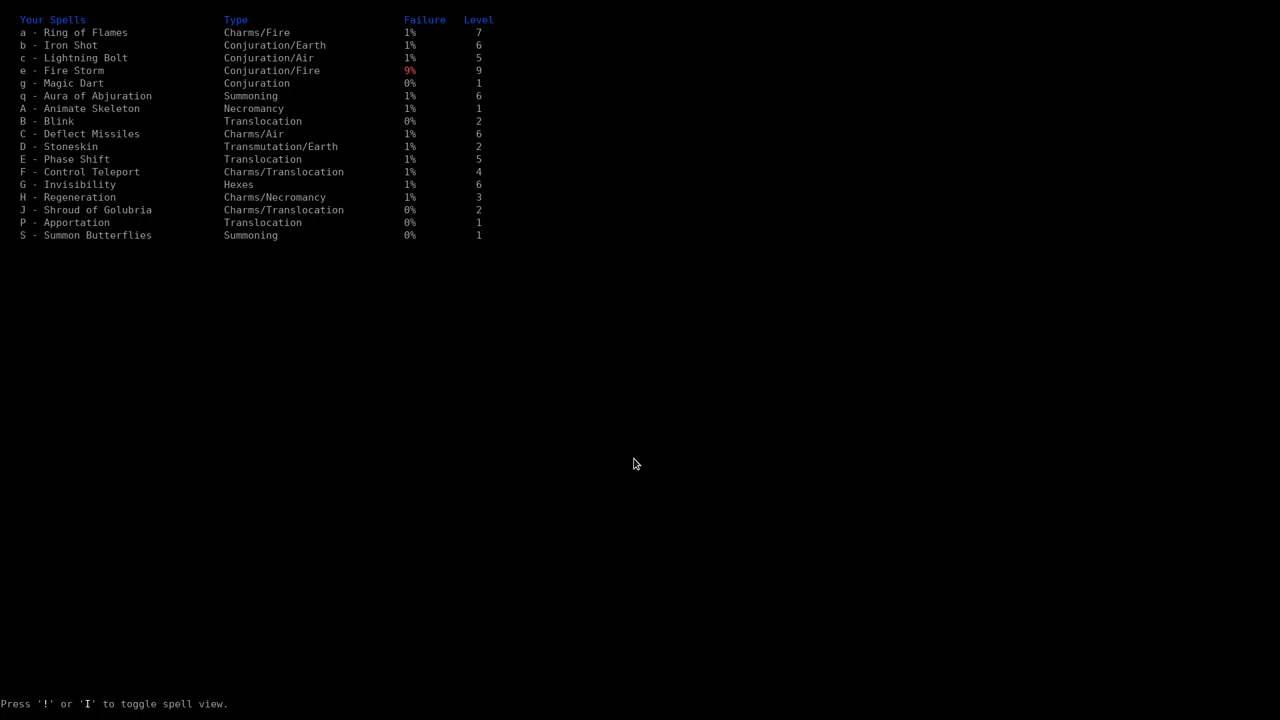 Your Spells Type Failure Level
a - Ring of Flames Charms/Fire 1% 7
b - Iron Shot Conjuration/Earth 1% 6
c - Lightning Bolt Conjuration/Air 1% 5
e - Fire Storm Conjuration/Fire 9% 9
g - Magic Dart Conjuration 0% 1
q - Aura of Abjuration Summoning 1% 6
A - Animate Skeleton Necromancy 1% 1
B - Blink Translocation 0% 2
C - Deflect Missiles Charms/Air 1% 6
D - Stoneskin Transmutation/Earth 1% 2
E - Phase Shift Translocation 1% 5
F - Control Teleport Charms/Translocation 1% 4
G - Invisibility Hexes 1% 6
H - Regeneration Charms/Necromancy 1% 3
J - Shroud of Golubria Charms/Translocation 0% 2
P - Apportation Translocation 0% 1
S - Summon Butterflies Summoning 0% 1
Press '!' or 'I' to toggle spell view.